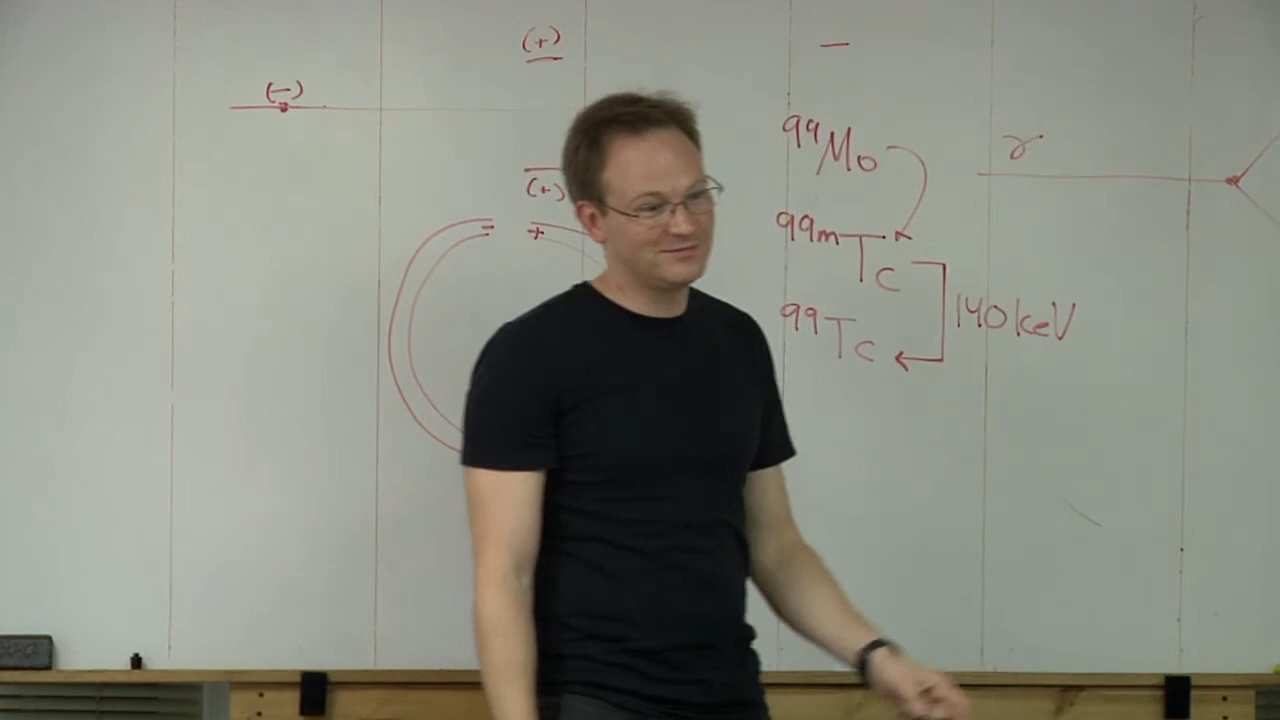 (+)
−
(−)
(+)
− +
99Mo
γ
99mTc
140 keV
99Tc